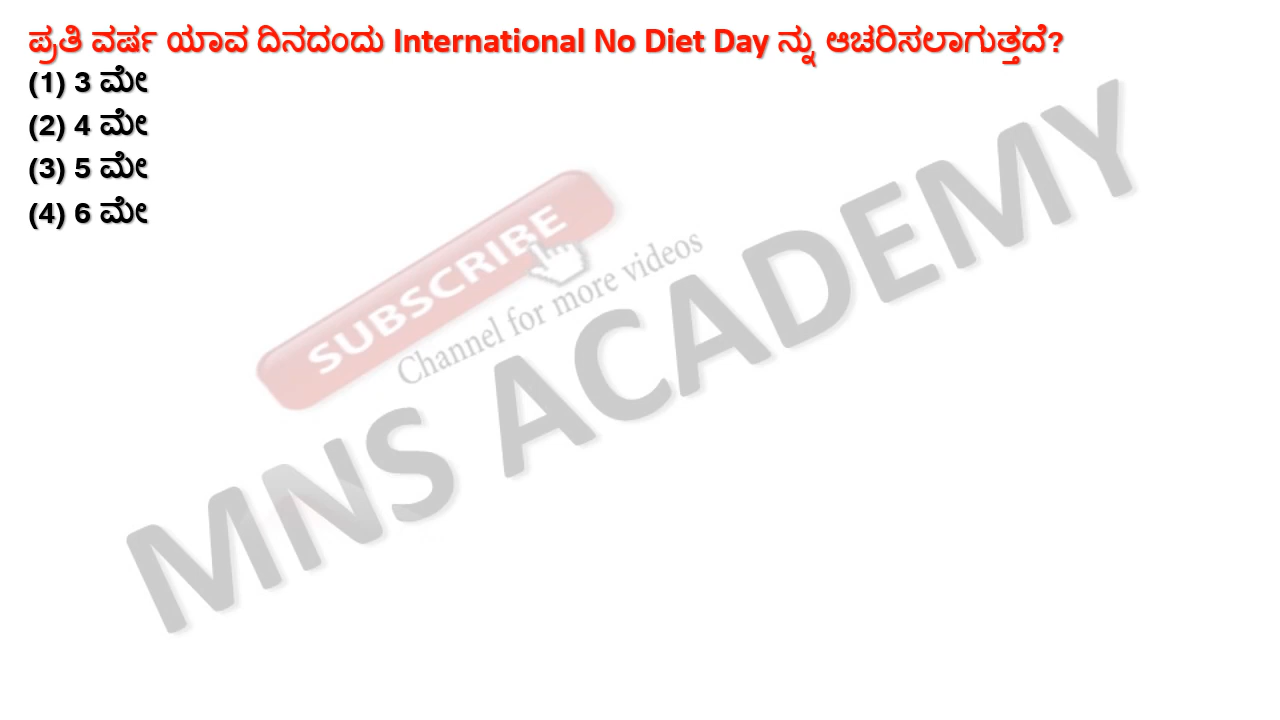 ಪ್ರತಿ ವರ್ಷ ಯಾವ ದಿನದಂದು International No Diet Day ನ್ನು ಆಚರಿಸಲಾಗುತ್ತದೆ?
(1) 3 ಮೇ
(2) 4 ಮೇ
(3) 5 ಮೇ
(4) 6 ಮೇ
SUBSCRIBE
Channel for more videos
MNS ACADEMY